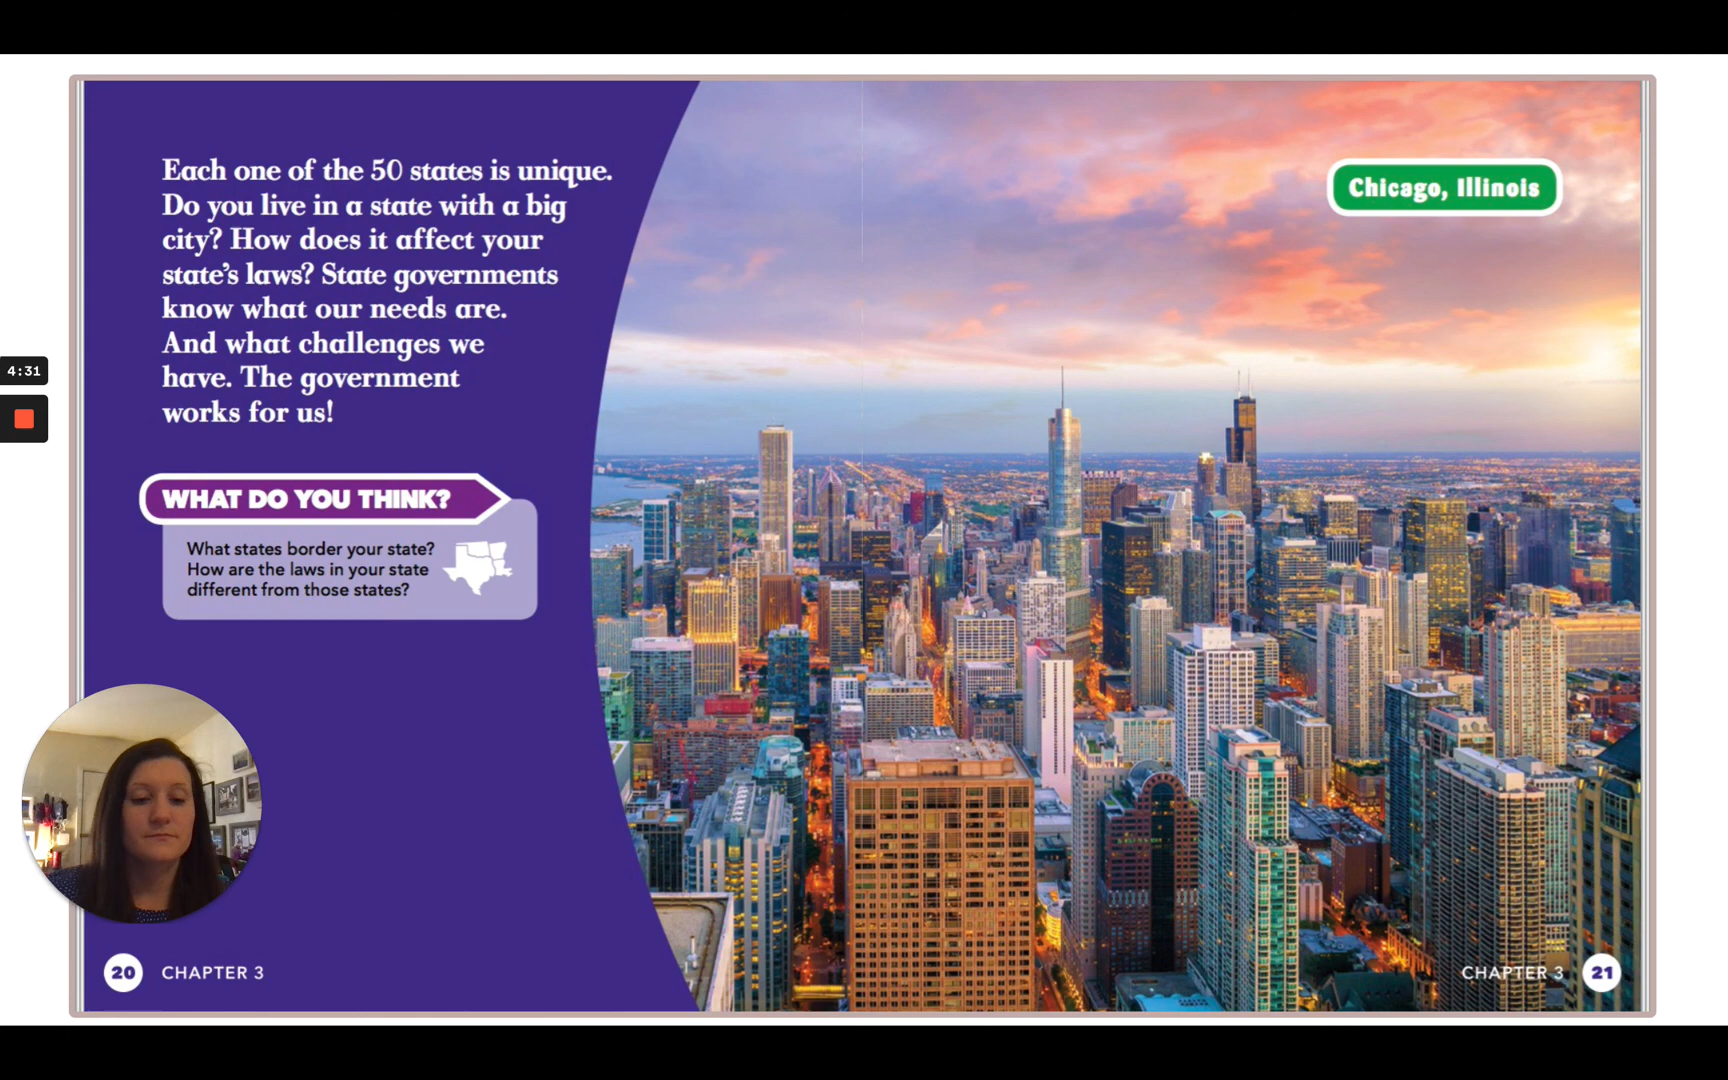 Each one of the 50 states is unique.
Do you live in a state with a big
city? How does it affect your
state's laws? State governments
know what our needs are.
And what challenges we
have. The government
works for us!
WHAT DO YOU THINK?
What states border your state?
How are the laws in your state
different from those states?
20 CHAPTER 3
Chicago, Illinois
CHAPTER 3 21
4:31